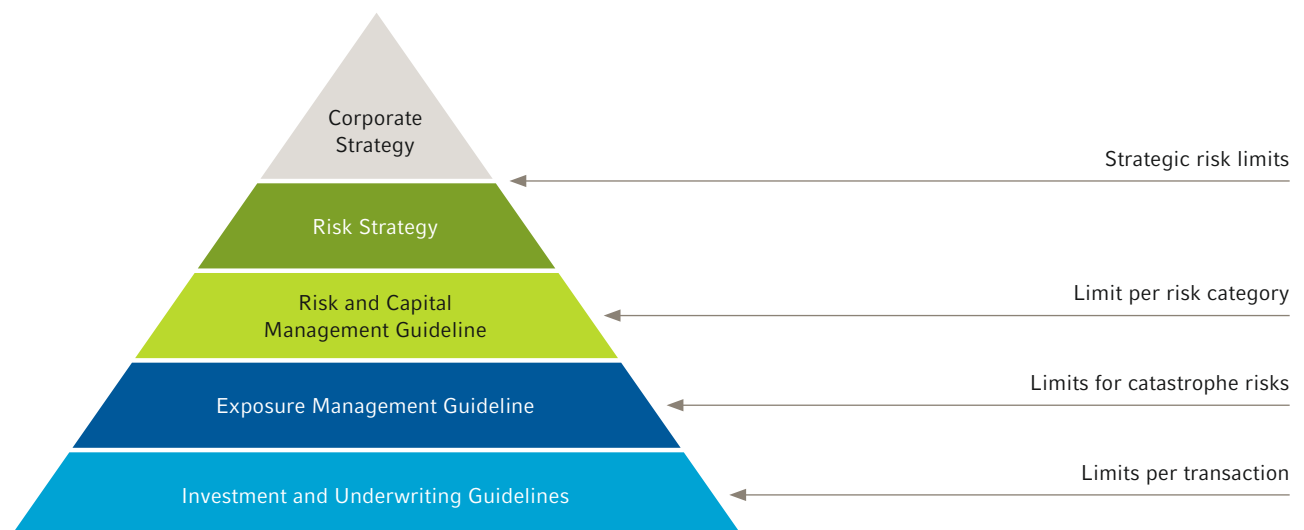 Corporate
Strategy
Strategic risk limits
Risk Strategy
Limit per risk category
Risk and Capital
Management Guideline
Limits for catastrophe risks
Exposure Management Guideline
Limits per transaction
Investment and Underwriting Guidelines